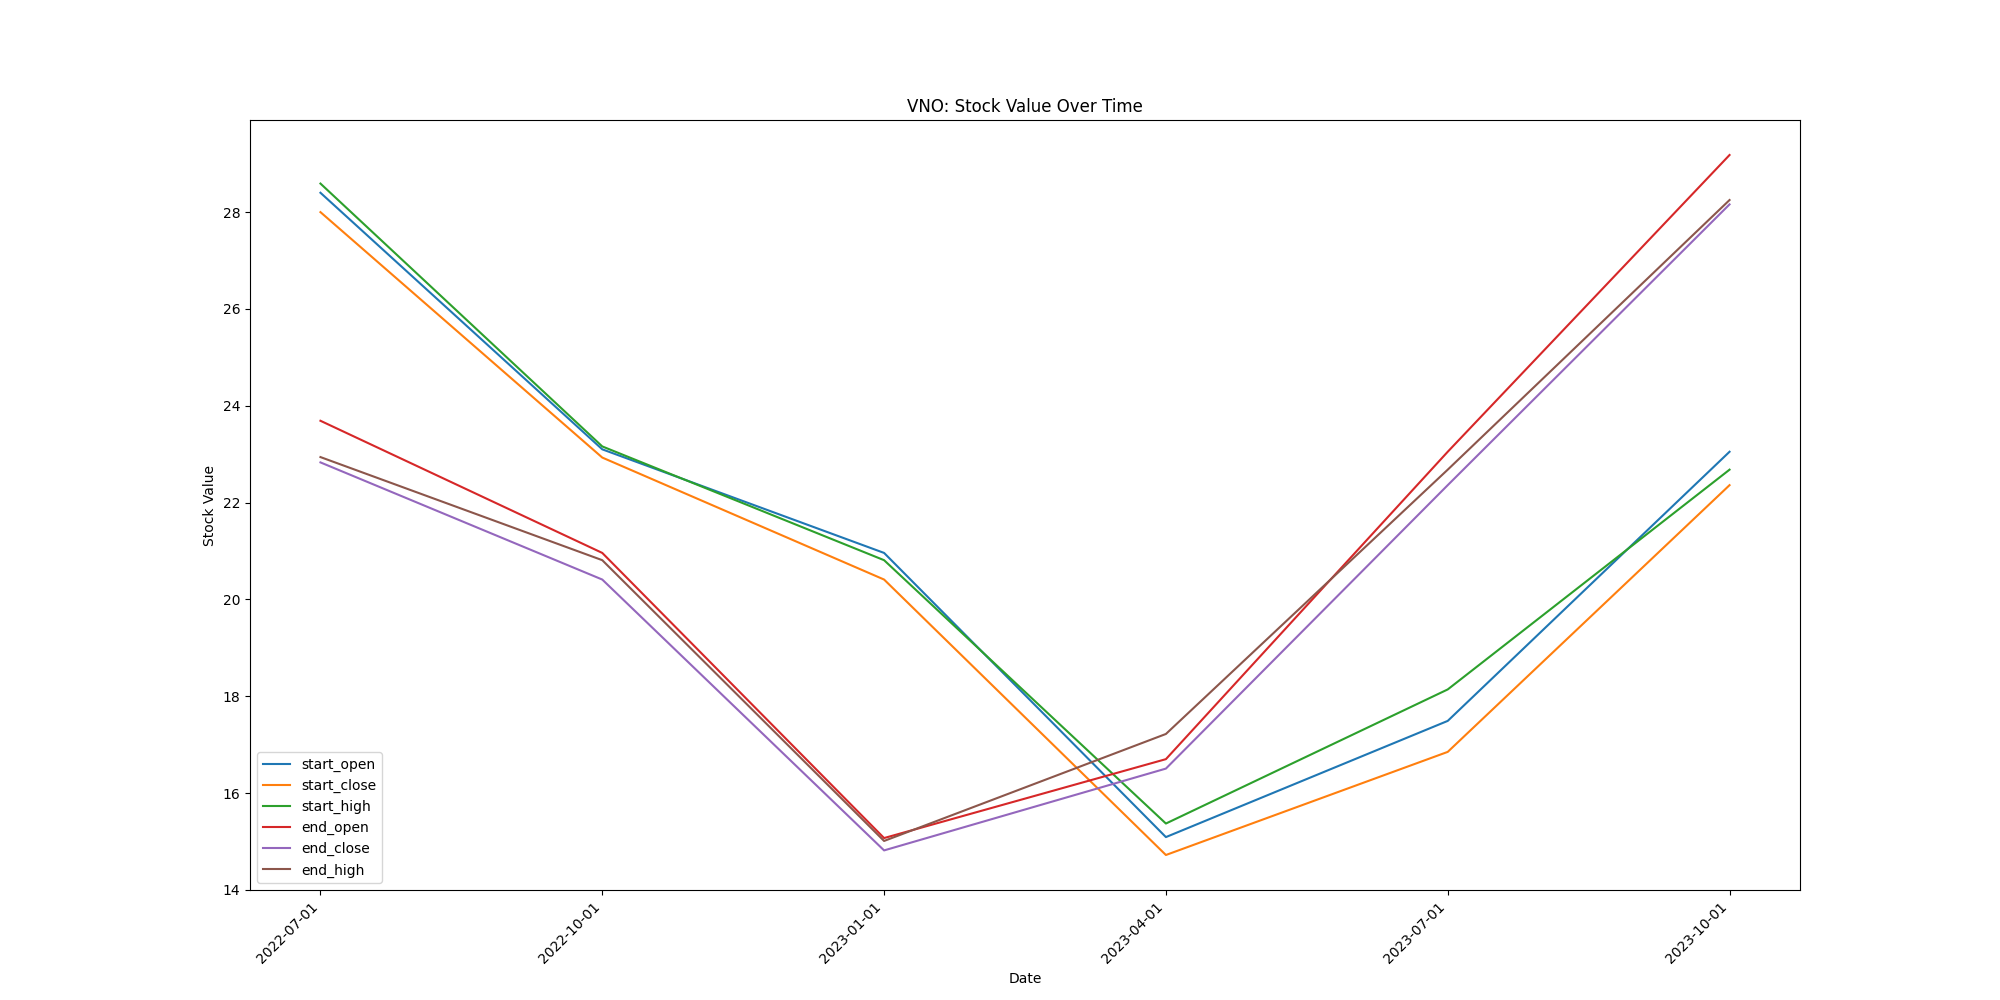 VNO: Stock Value Over Time
Stock Value
28
26
24
22
20
18
16
14
start_open
start_close
start_high
end_open
end_close
end_high
2022-07-01
2022-10-01
2023-01-01
2023-04-01
2023-07-01
2023-10-01
Date